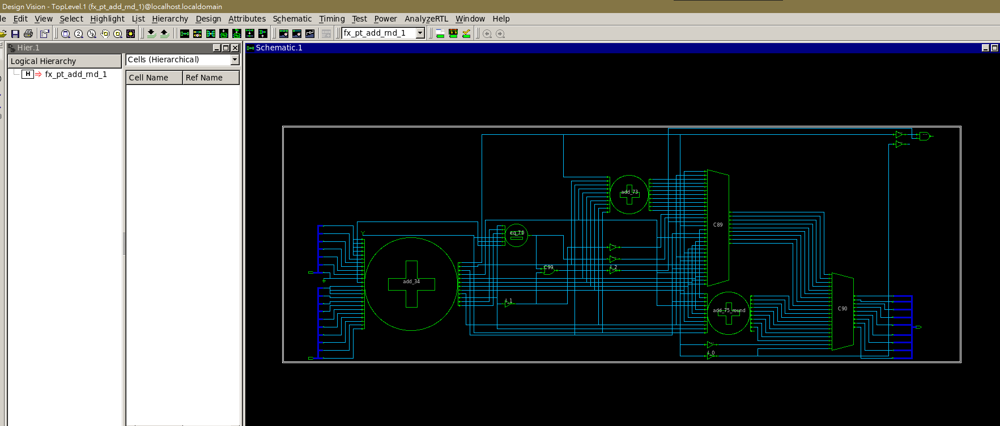 Design Vision - TopLevel.1 (fx_pt_add_rnd_1)@localhost.localdomain
le Edit View Select Highlight List Hierarchy Design Attributes Schematic Timing Test Power AnalyzeRTL Window Help
fx_pt_add_rnd_1
Hier.1
Schematic.1
Logical Hierarchy
Cells (Hierarchical)
H fx_pt_add_rnd_1
Cell Name Ref Name
add_73
C89
eq_70
C99
I_2
add_34
I_1
add_75_round
C90
I_0